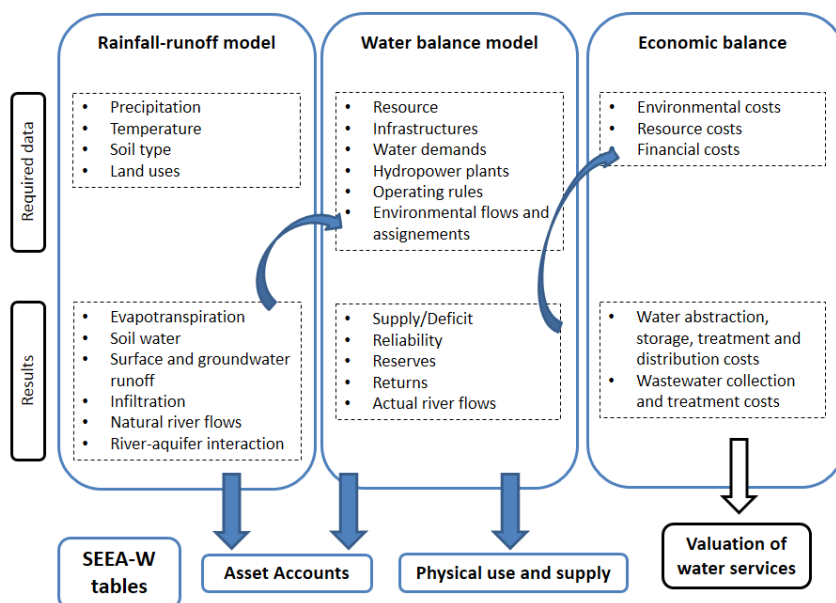 Rainfall-runoff model
Water balance model
Economic balance
Required data
• Precipitation
• Temperature
• Soil type
• Land uses
• Resource
• Infrastructures
• Water demands
• Hydropower plants
• Operating rules
• Environmental flows and
assignements
• Environmental costs
• Resource costs
• Financial costs
Results
• Evapotranspiration
• Soil water
• Surface and groundwater
runoff
• Infiltration
• Natural river flows
• River-aquifer interaction
• Supply/Deficit
• Reliability
• Reserves
• Returns
• Actual river flows
• Water abstraction,
storage, treatment and
distribution costs
• Wastewater collection
and treatment costs
SEEA-W
tables
Asset Accounts
Physical use and supply
Valuation of
water services